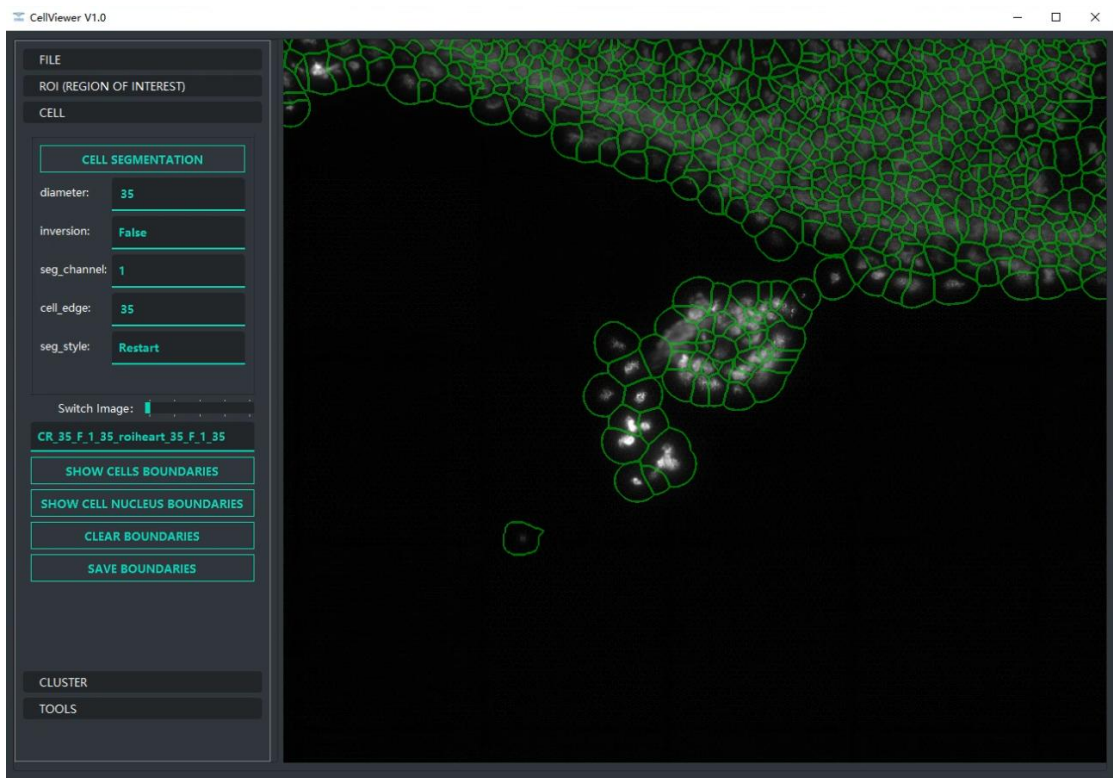 CellViewer V1.0
FILE
ROI (REGION OF INTEREST)
CELL
CELL SEGMENTATION
diameter: 35
inversion: False
seg_channel: 1
cell_edge: 35
seg_style: Restart
Switch Image:
CR_35_F_1_35_roiheart_35_F_1_35
SHOW CELLS BOUNDARIES
SHOW CELL NUCLEUS BOUNDARIES
CLEAR BOUNDARIES
SAVE BOUNDARIES
CLUSTER
TOOLS